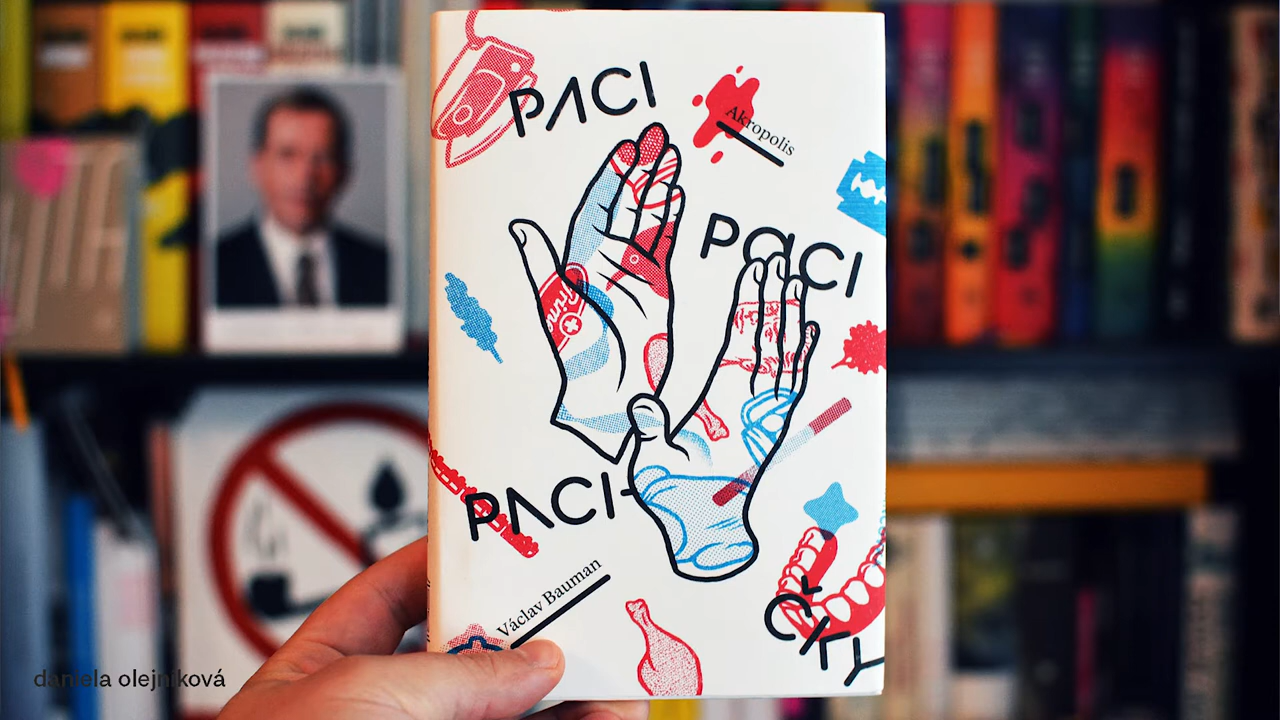 PACI
Akropolis
PaCI
PACI-
Václav Bauman
ČKY
daniela olejníková